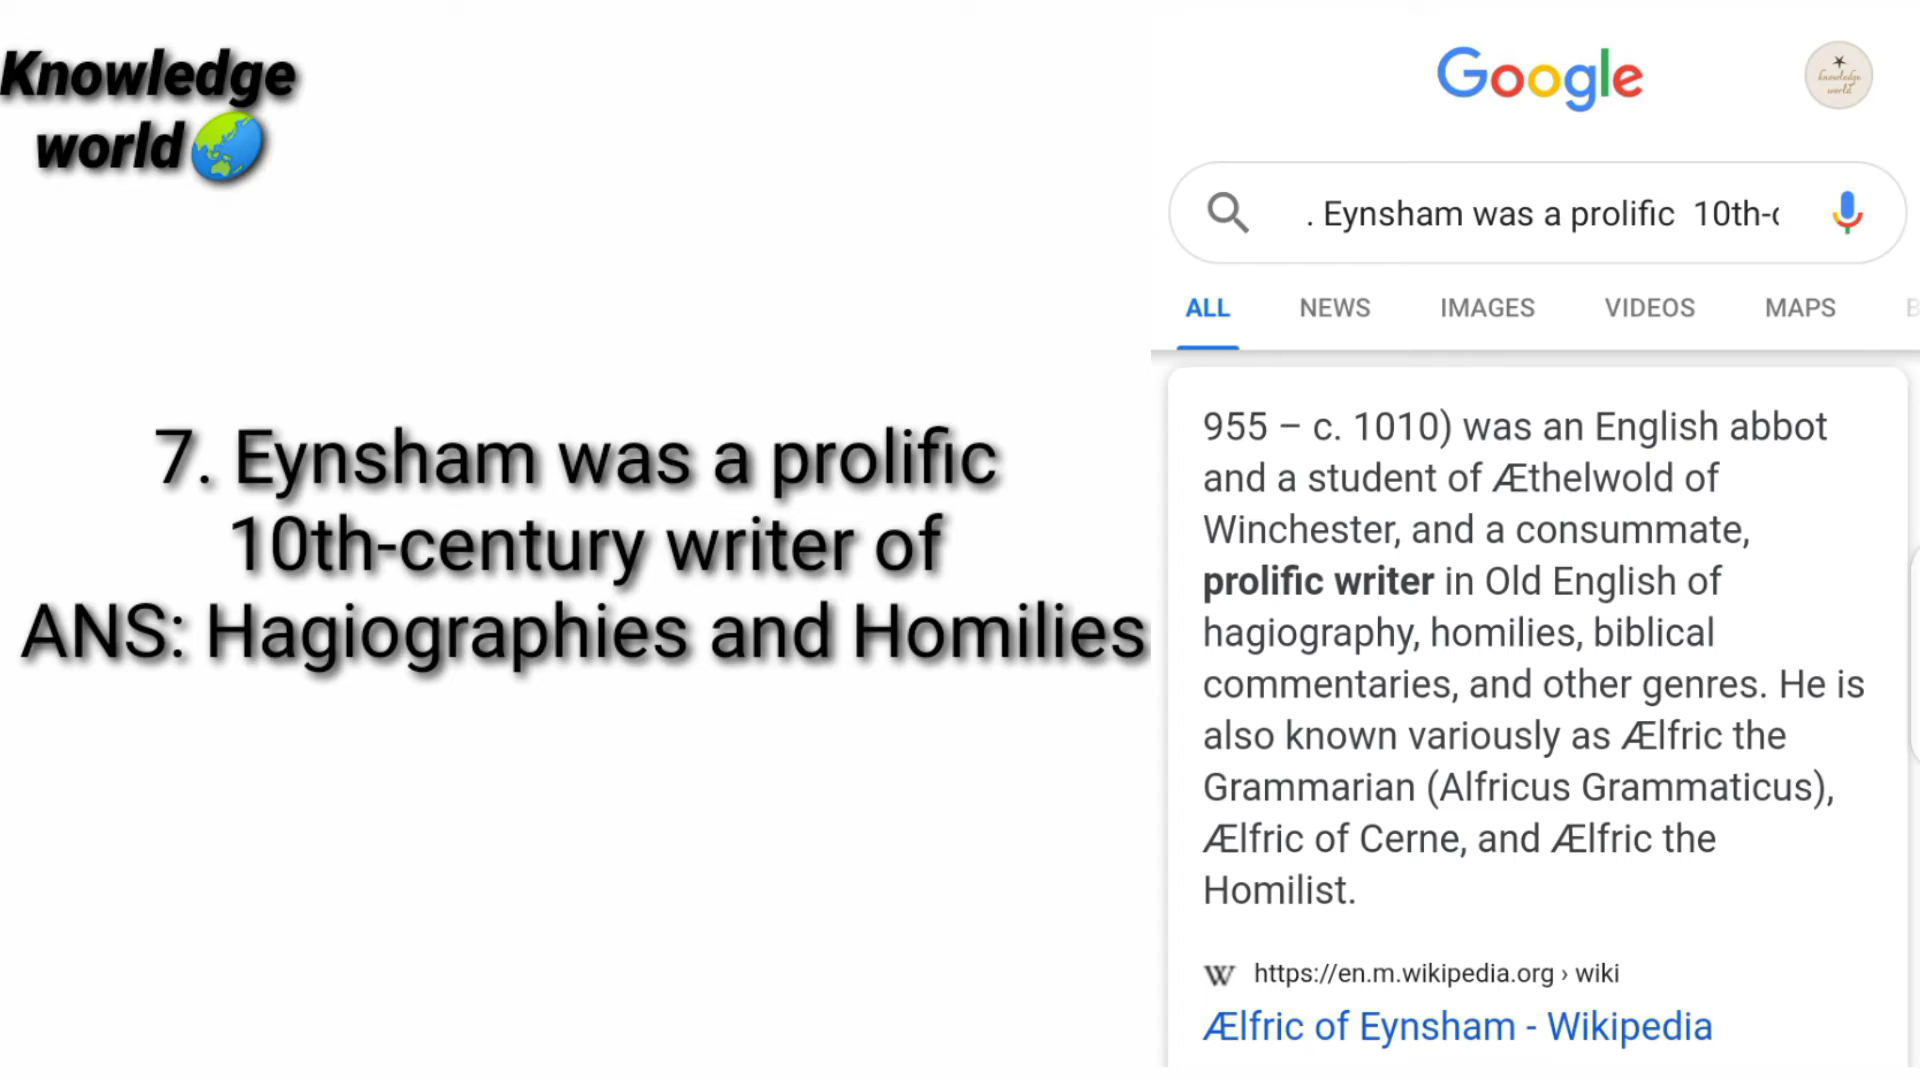 Knowledge
world
7. Eynsham was a prolific
10th-century writer of
ANS: Hagiographies and Homilies
Google
knowledge
world
. Eynsham was a prolific 10th-c
ALL NEWS IMAGES VIDEOS MAPS B
955 – c. 1010) was an English abbot
and a student of Æthelwold of
Winchester, and a consummate,
prolific writer in Old English of
hagiography, homilies, biblical
commentaries, and other genres. He is
also known variously as Ælfric the
Grammarian (Alfricus Grammaticus),
Ælfric of Cerne, and Ælfric the
Homilist.
W https://en.m.wikipedia.org › wiki
Ælfric of Eynsham - Wikipedia